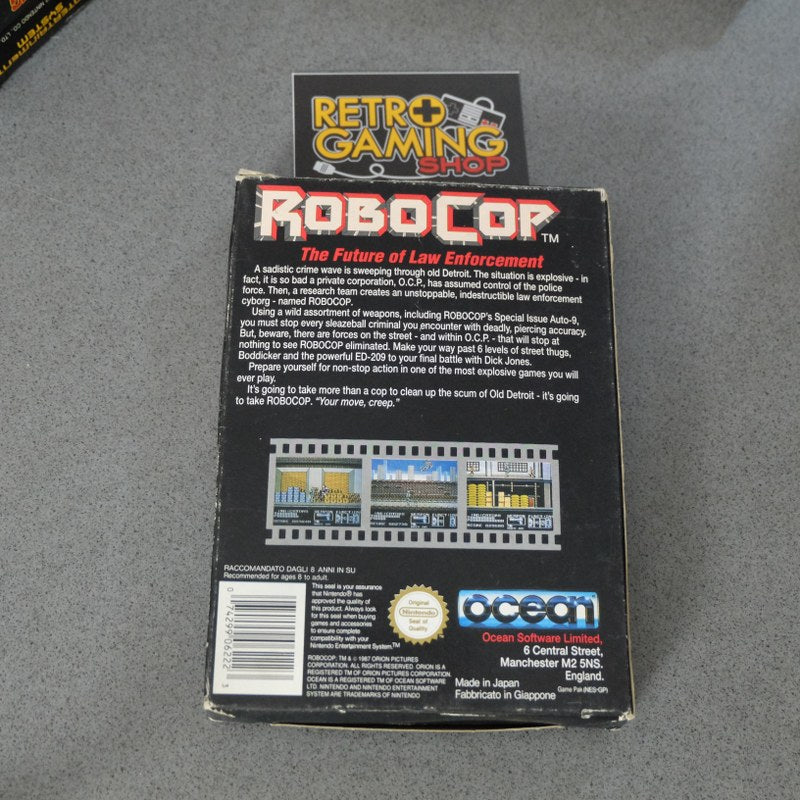 NINTENDO CO., LTD.
ENTERTAINMENT
SYSTEM
RETRO
GAMING
SHOP
ROBOCOP™
The Future of Law Enforcement
A sadistic crime wave is sweeping through old Detroit. The situation is explosive - in
fact, it is so bad a private corporation, O.C.P., has assumed control of the police
force. Then, a research team creates an unstoppable, indestructible law enforcement
cyborg - named ROBOCOP.
Using a wild assortment of weapons, including ROBOCOP's Special Issue Auto-9,
you must stop every sleazeball criminal you encounter with deadly, piercing accuracy.
But, beware, there are forces on the street - and within O.C.P. - that will stop at
nothing to see ROBOCOP eliminated. Make your way past 6 levels of street thugs,
Boddicker and the powerful ED-209 to your final battle with Dick Jones.
Prepare yourself for non-stop action in one of the most explosive games you will
ever play.
It's going to take more than a cop to clean up the scum of Old Detroit - it's going
to take ROBOCOP. "Your move, creep."
RACCOMANDATO DAGLI 8 ANNI IN SU
Recommended for ages 8 to adult.
0 74299 06222 3
This seal is your assurance
that Nintendo® has
approved the quality of
this product. Always look
for this seal when buying
games and accessories
to ensure complete
compatibility with your
Nintendo Entertainment System™
Original
Nintendo
Seal of
Quality
ROBOCOP: TM & © 1987 ORION PICTURES
CORPORATION. ALL RIGHTS RESERVED. ORION IS A
REGISTERED TM OF ORION PICTURES CORPORATION.
OCEAN IS A REGISTERED TM OF OCEAN SOFTWARE
LTD. NINTENDO AND NINTENDO ENTERTAINMENT
SYSTEM ARE TRADEMARKS OF NINTENDO
ocean
Ocean Software Limited,
6 Central Street,
Manchester M2 5NS.
England.
Made in Japan
Fabbricato in Giappone
Game Pak (NES-GP)